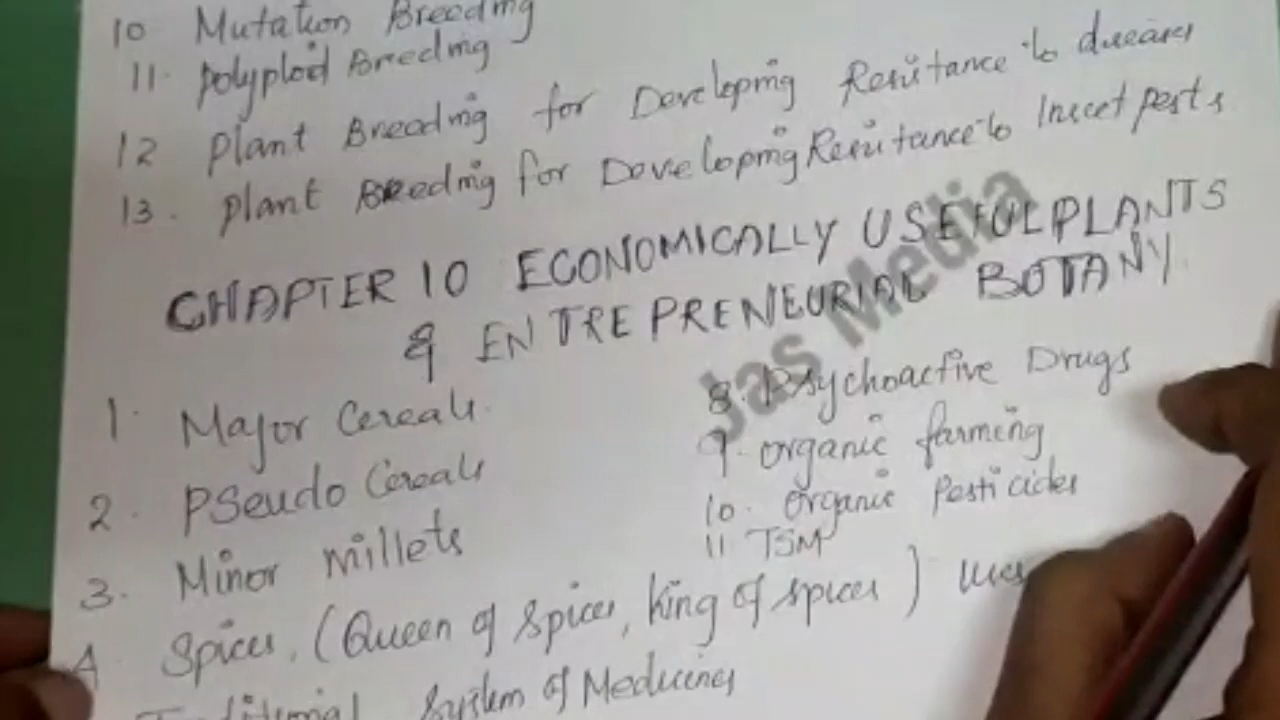 10 Mutation Breeding
11. polyploid Breeding
12 plant Breeding for Developing Resistance to diseases
13. plant Breeding for Developing Resistance to Insect pests
CHAPTER 10 ECONOMICALLY USEFUL PLANTS
& ENTREPRENEURIAL BOTANY
1. Major Cereals
2. PSeudo Cereals
3. Minor millets
4. Spices, (Queen of Spices, King of spices) uses
Traditional System of Medicines
8. Psychoactive Drugs
9. organic farming
10. organic Pesticides
11. TSM
Jas Media